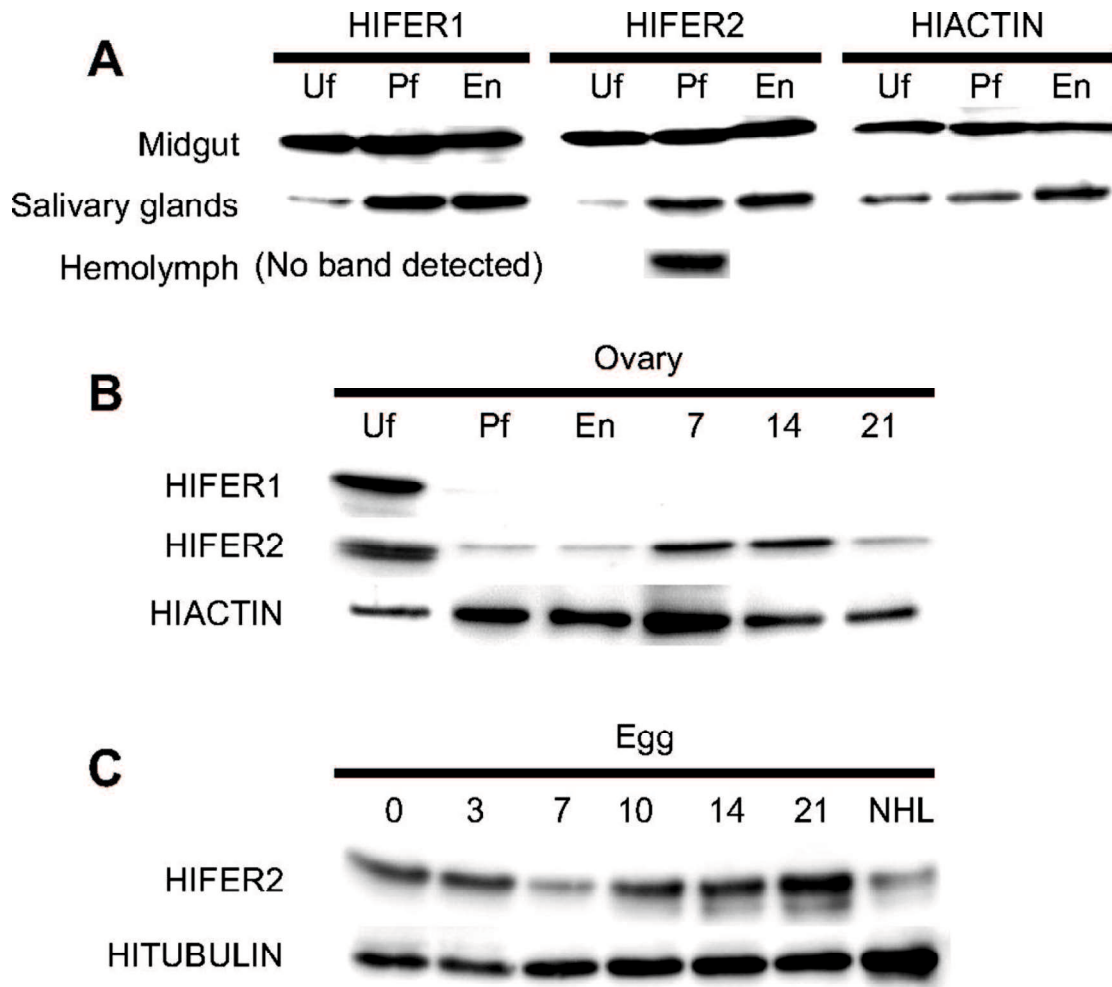 A
HIFER1 HIFER2 HIACTIN
Uf Pf En Uf Pf En Uf Pf En
Midgut
Salivary glands
Hemolymph (No band detected)
B
Ovary
Uf Pf En 7 14 21
HIFER1
HIFER2
HIACTIN
C
Egg
0 3 7 10 14 21 NHL
HIFER2
HITUBULIN